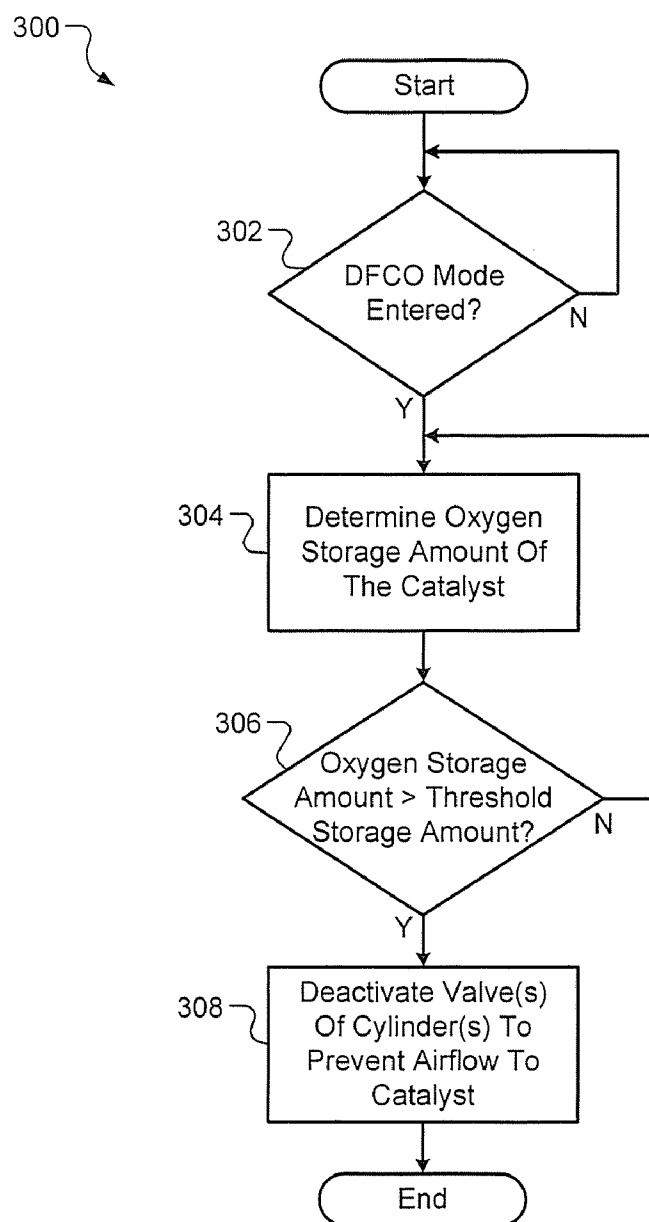 300
Start
302
DFCO Mode
Entered?
N
Y
304
Determine Oxygen
Storage Amount Of
The Catalyst
306
Oxygen Storage
Amount > Threshold
Storage Amount?
N
Y
308
Deactivate Valve(s)
Of Cylinder(s) To
Prevent Airflow To
Catalyst
End